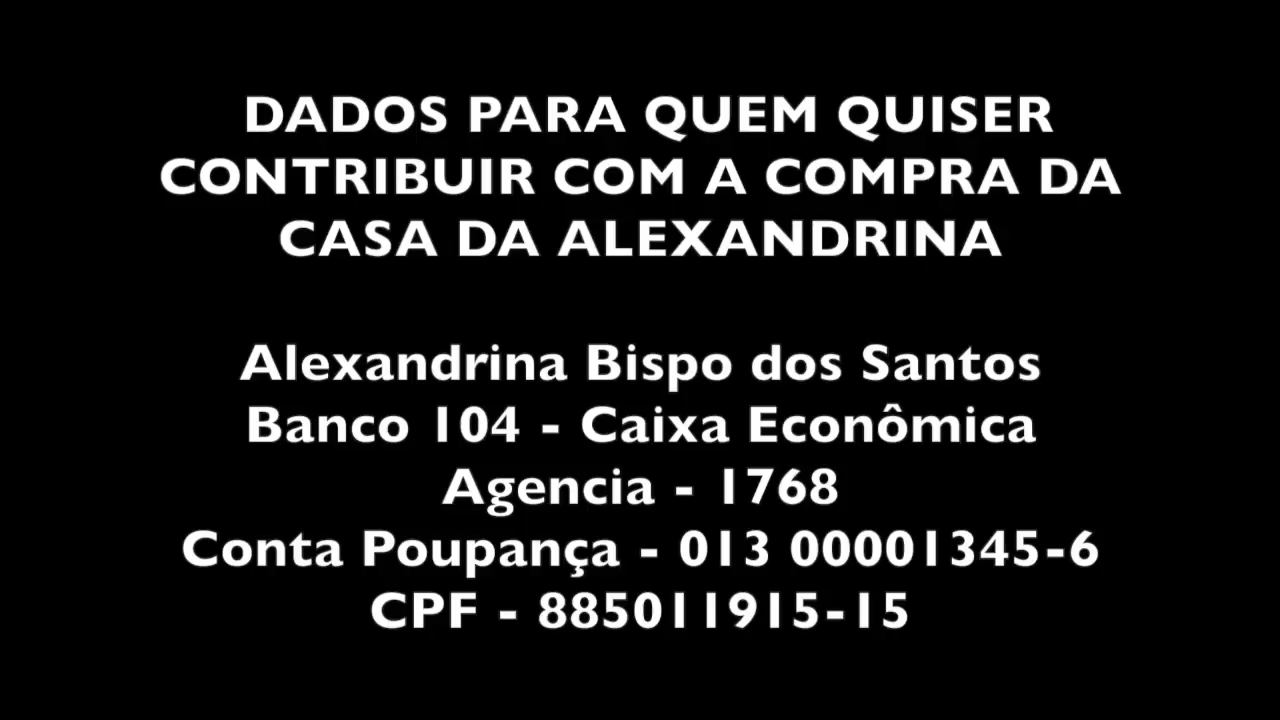 DADOS PARA QUEM QUISER
CONTRIBUIR COM A COMPRA DA
CASA DA ALEXANDRINA
Alexandrina Bispo dos Santos
Banco 104 - Caixa Econômica
Agencia - 1768
Conta Poupança - 013 00001345-6
CPF - 885011915-15